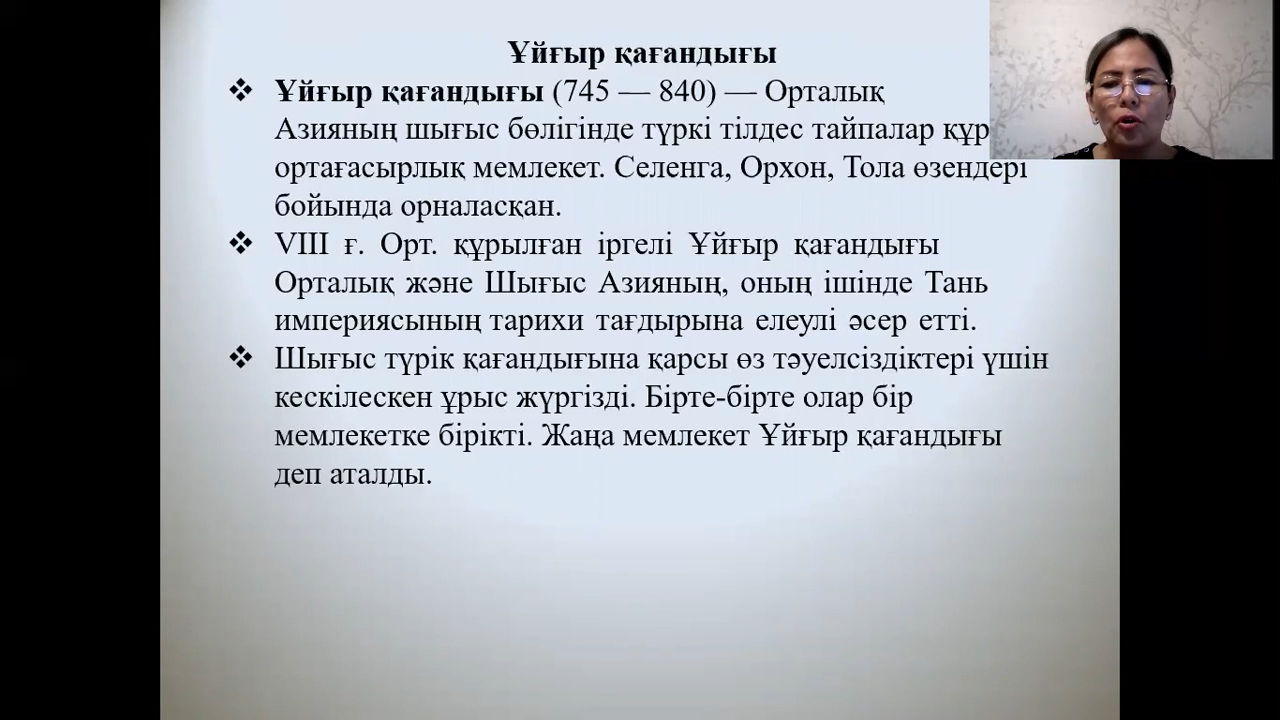 Ұйғыр қағандығы
❖ Ұйғыр қағандығы (745 — 840) — Орталық
Азияның шығыс бөлігінде түркі тілдес тайпалар
ортағасырлық мемлекет. Селенга, Орхон, Тола өзендері
бойында орналасқан.
❖ VIII ғ. Орт. құрылған іргелі Ұйғыр қағандығы
Орталық және Шығыс Азияның, оның ішінде Тань
империясының тарихи тағдырына елеулі әсер етті.
❖ Шығыс түрік қағандығына қарсы өз тәуелсіздіктері үшін
кескілескен ұрыс жүргізді. Бірте-бірте олар бір
мемлекетке бірікті. Жаңа мемлекет Ұйғыр қағандығы
деп аталды.